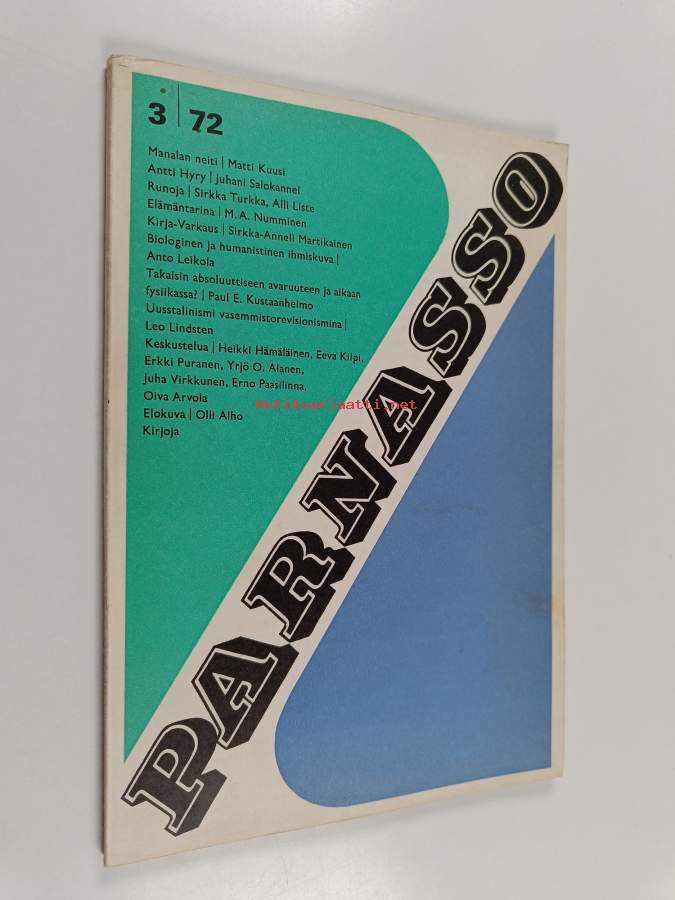 3 | 72
Manalan neiti | Matti Kuusi
Antti Hyry | Juhani Salokannel
Runoja | Sirkka Turkka, Alli Liste
Elämäntarina | M. A. Numminen
Kirja-Varkaus | Sirkka-Anneli Martikainen
Biologinen ja humanistinen ihmiskuva |
Anto Leikola
Takaisin absoluuttiseen avaruuteen ja aikaan
fysiikassa? | Paul E. Kustaanheimo
Uusstalinismi vasemmistorevisionismina |
Leo Lindsten
Keskustelua | Heikki Hämäläinen, Eeva Kilpi,
Erkki Puranen, Yrjö O. Alanen,
Juha Virkkunen, Erno Paasilinna,
Oiva Arvola
Elokuva | Olli Alho
Kirjoja
PARNASSO
Antikvariaatti.net